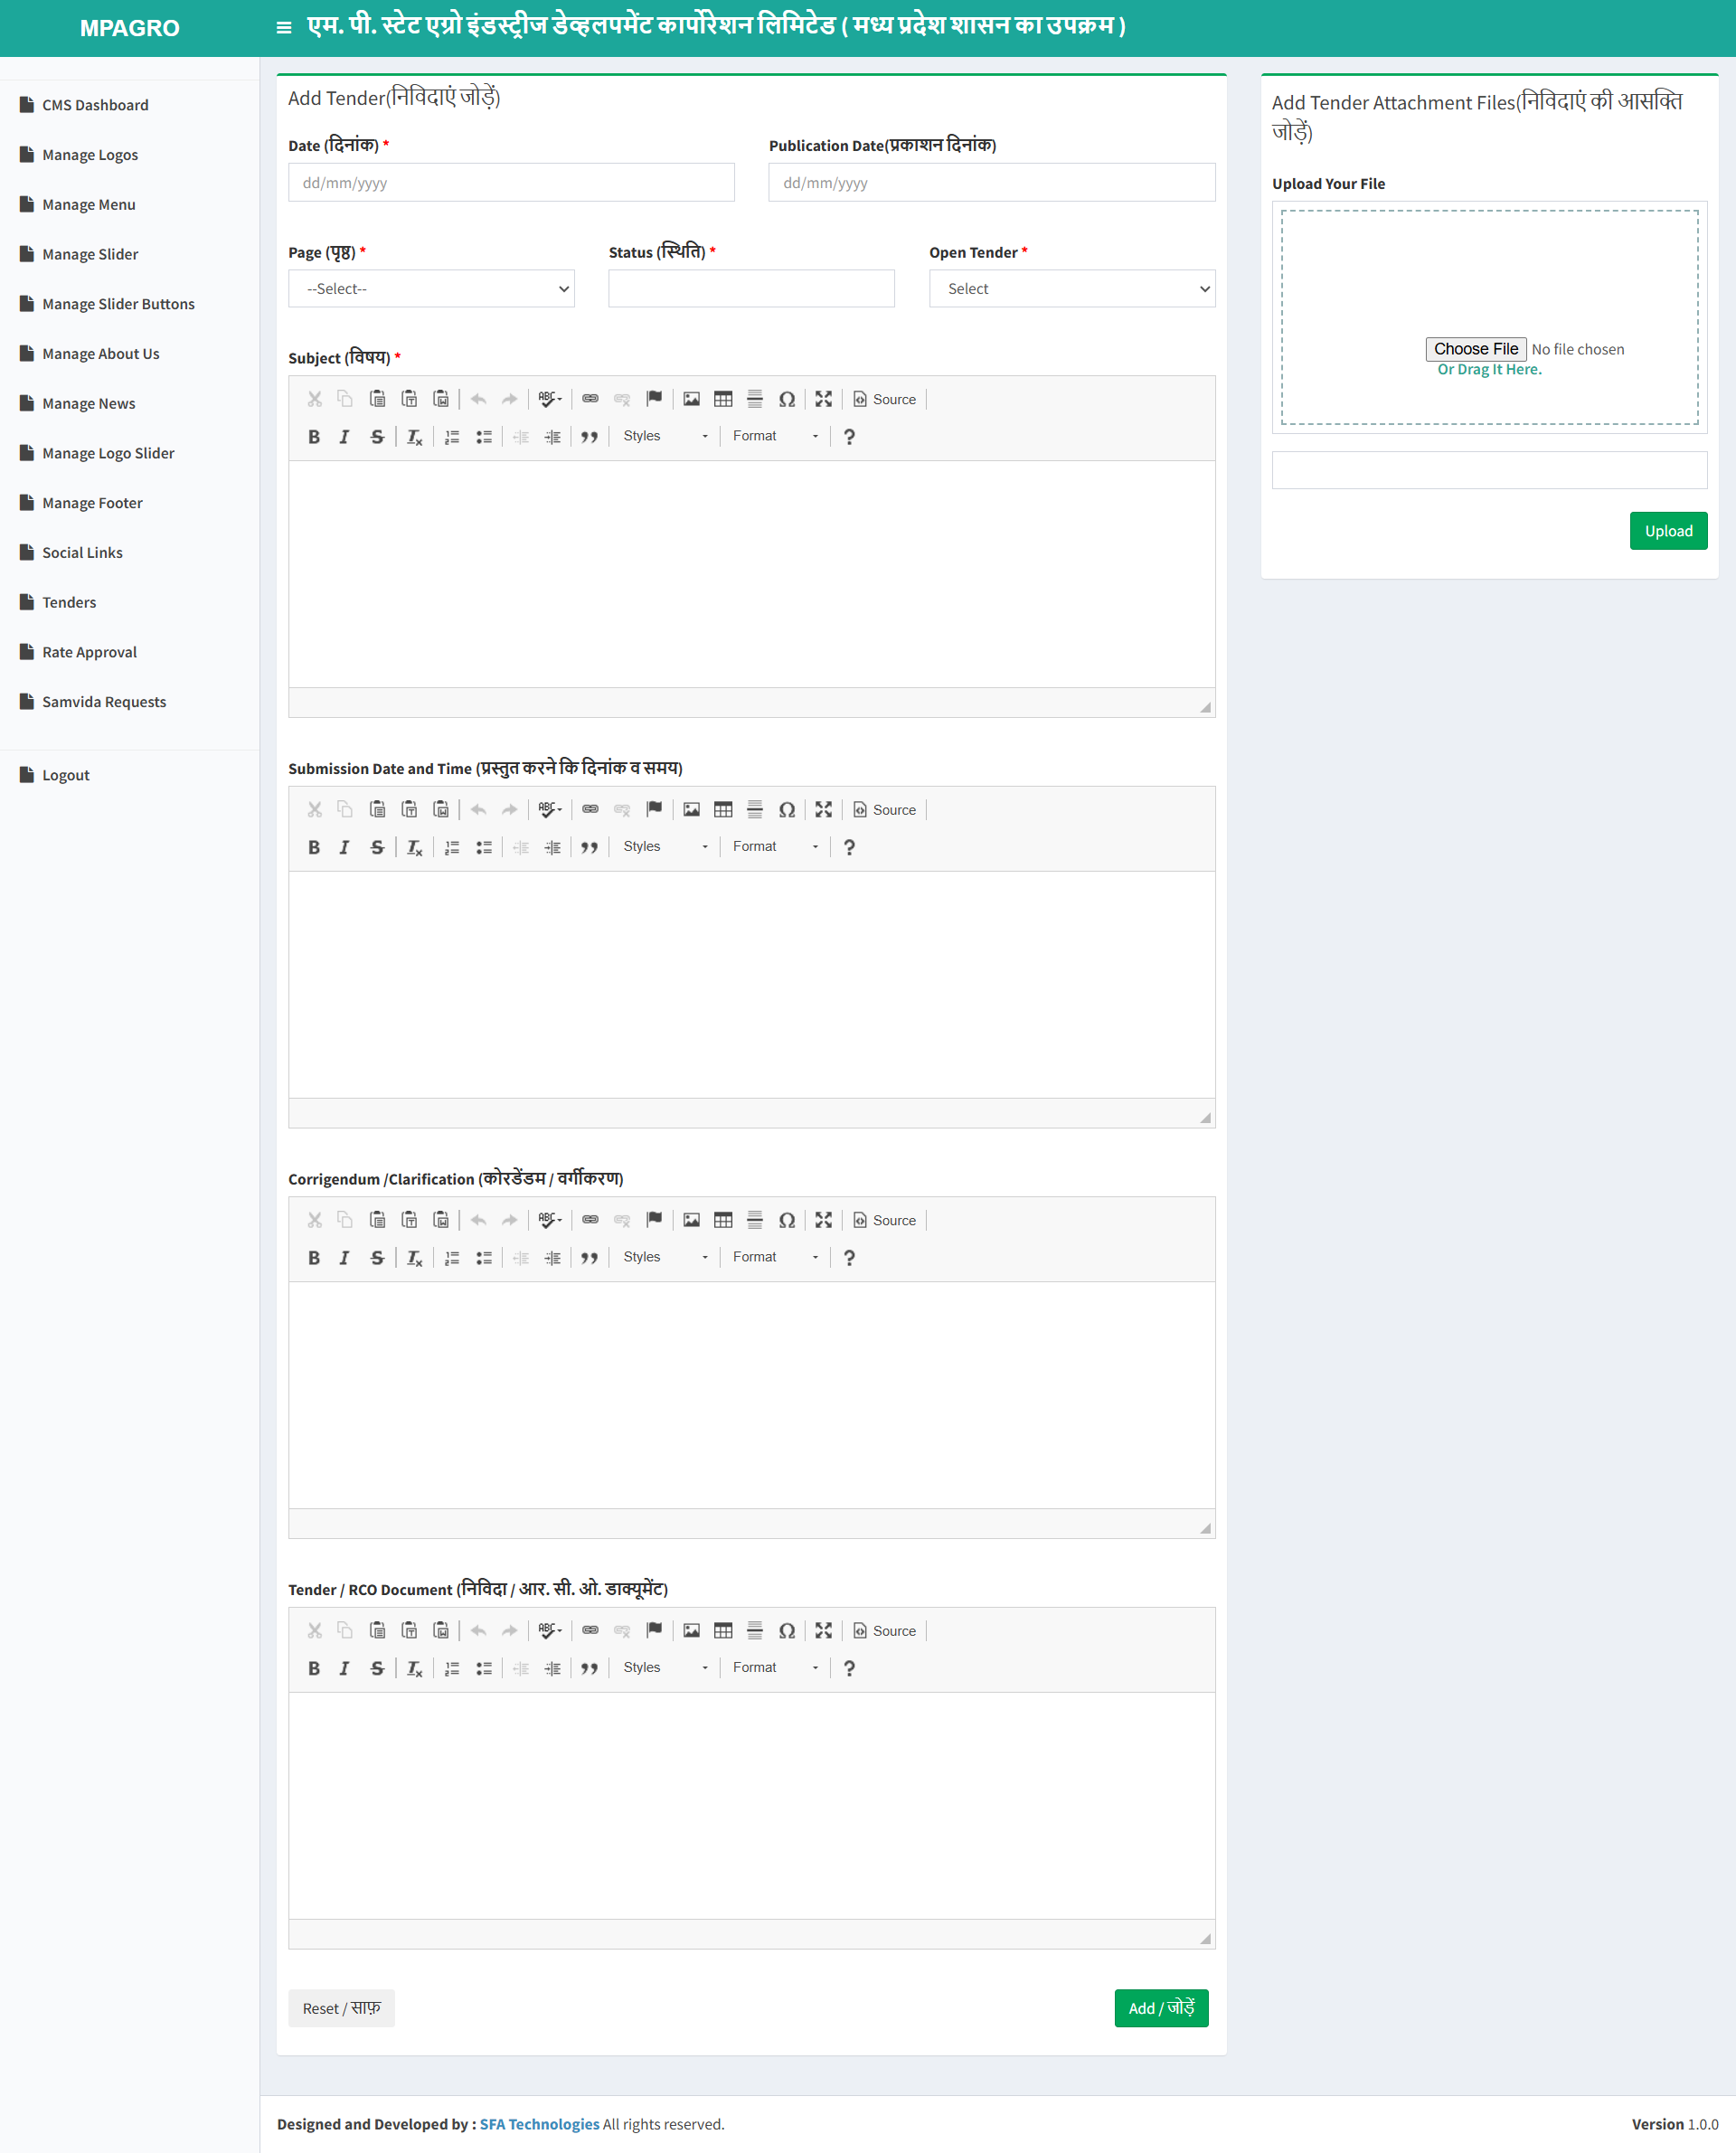 MPAGRO
एम. पी. स्टेट एग्रो इंडस्ट्रीज डेव्हलपमेंट कार्पोरेशन लिमिटेड ( मध्य प्रदेश शासन का उपक्रम )
CMS Dashboard
Manage Logos
Manage Menu
Manage Slider
Manage Slider Buttons
Manage About Us
Manage News
Manage Logo Slider
Manage Footer
Social Links
Tenders
Rate Approval
Samvida Requests
Logout
Add Tender(निविदाएं जोड़ें)
Date (दिनांक) *
Publication Date(प्रकाशन दिनांक)
dd/mm/yyyy
dd/mm/yyyy
Page (पृष्ठ) *
Status (स्थिति) *
Open Tender *
--Select--
Select
Subject (विषय) *
Source
Styles
Format
Submission Date and Time (प्रस्तुत करने कि दिनांक व समय)
Source
Styles
Format
Corrigendum /Clarification (कोरडेंडम / वर्गीकरण)
Source
Styles
Format
Tender / RCO Document (निविदा / आर. सी. ओ. डाक्यूमेंट)
Source
Styles
Format
Reset / साफ़
Add / जोड़ें
Add Tender Attachment Files(निविदाएं की आसक्ति
जोड़ें)
Upload Your File
Choose File No file chosen
Or Drag It Here.
Upload
Designed and Developed by : SFA Technologies All rights reserved.
Version 1.0.0